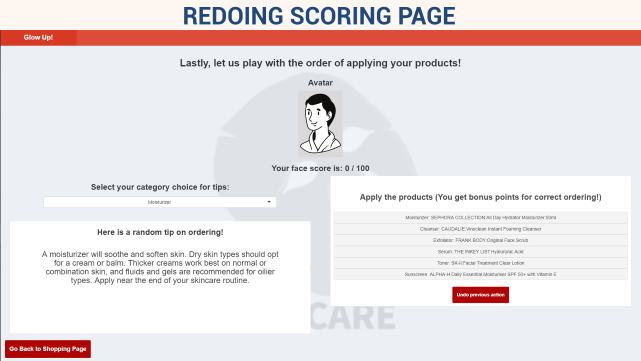 REDOING SCORING PAGE
Glow Up!
Lastly, let us play with the order of applying your products!
Avatar
Your face score is: 0 / 100
Select your category choice for tips:
Moisturizer
Here is a random tip on ordering!
A moisturizer will soothe and soften skin. Dry skin types should opt
for a cream or balm. Thicker creams work best on normal or
combination skin, and fluids and gels are recommended for oilier
types. Apply near the end of your skincare routine.
Go Back to Shopping Page
Apply the products (You get bonus points for correct ordering!)
Moisturizer: SEPHORA COLLECTION:All Day Hydrator Moisturizer 50ml
Cleanser: CAUDALIE:Vinoclean Instant Foaming Cleanser
Exfoliator: FRANK BODY:Original Face Scrub
Serum: THE INKEY LIST:Hyaluronic Acid
Toner: SK-II:Facial Treatment Clear Lotion
Sunscreen: ALPHA-H:Daily Essential Moisturiser SPF 50+ with Vitamin E
Undo previous action
CARE